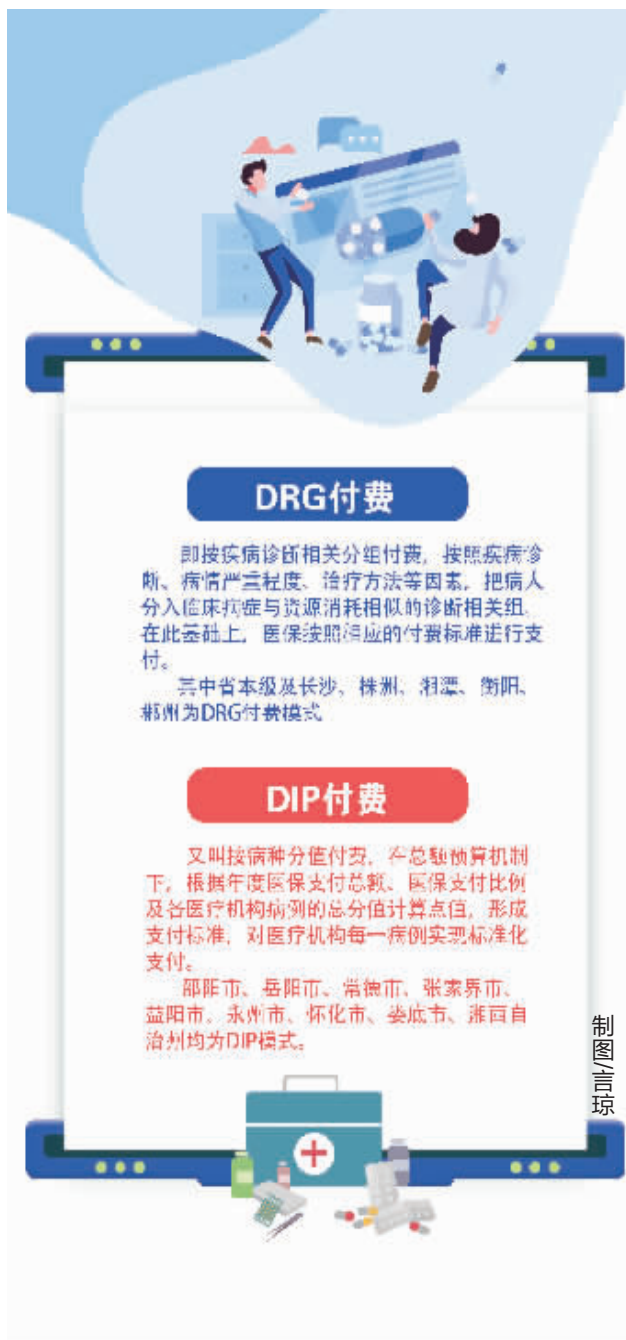 DRG付费
即按疾病诊断相关分组付费，按照疾病诊
断、病情严重程度、治疗方法等因素，把病人
分入临床病症与资源消耗相似的诊断相关组，
在此基础上，医保按照相应的付费标准进行支
付。
其中省本级及长沙、株洲、湘潭、衡阳、
郴州为DRG付费模式
DIP付费
又叫按病种分值付费，在总额预算机制
下，根据年度医保支付总额、医保支付比例
及各医疗机构病例的总分值计算点值，形成
支付标准，对医疗机构每一病例实现标准化
支付。
邵阳市、岳阳市、常德市、张家界市、
益阳市、永州市、怀化市、娄底市、湘西自
治州均为DIP模式。
制图/言琼